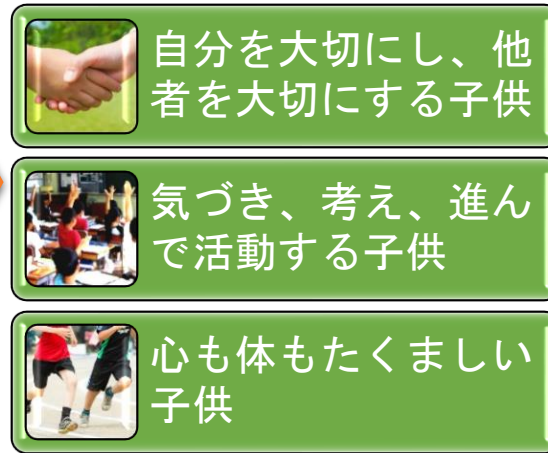 自分を大切にし、他
者を大切にする子供
気づき、考え、進ん
で活動する子供
心も体もたくましい
子供